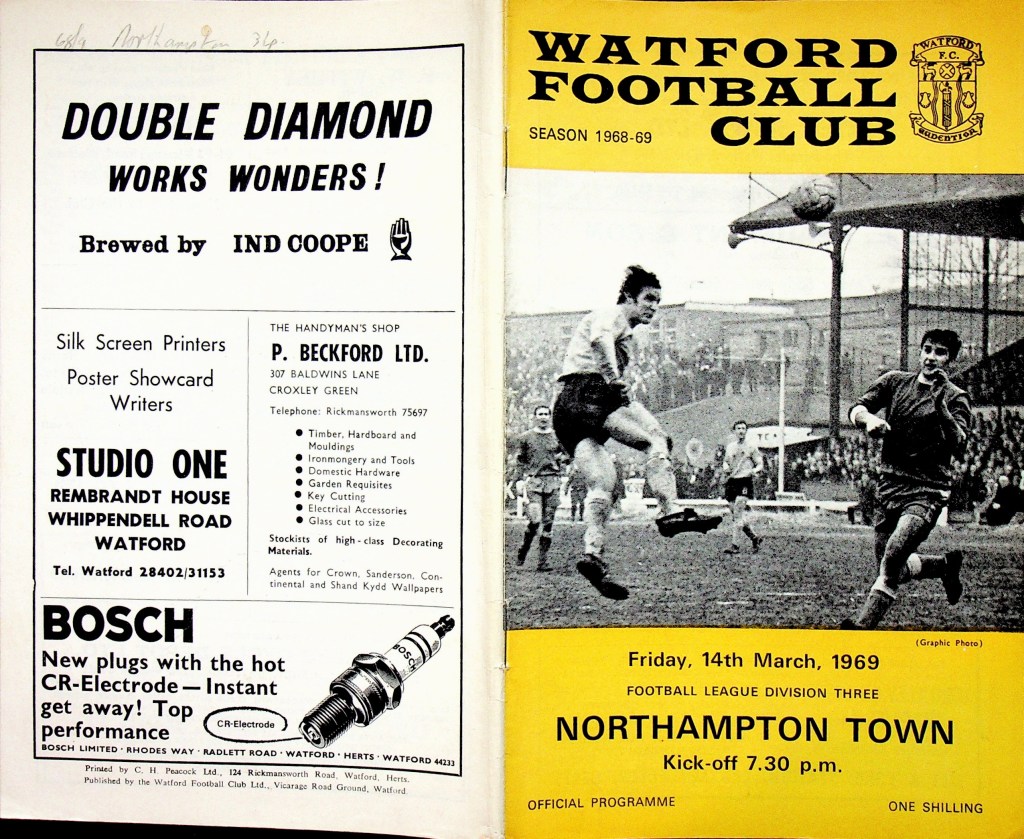 68/9 Northampton 34.
DOUBLE DIAMOND
WORKS WONDERS!
Brewed by IND COOPE
Silk Screen Printers
Poster Showcard
Writers
STUDIO ONE
REMBRANDT HOUSE
WHIPPENDELL ROAD
WATFORD
Tel. Watford 28402/31153
THE HANDYMAN'S SHOP
P. BECKFORD LTD.
307 BALDWINS LANE
CROXLEY GREEN
Telephone: Rickmansworth 75697
● Timber, Hardboard and
Mouldings
● Ironmongery and Tools
● Domestic Hardware
● Garden Requisites
● Key Cutting
● Electrical Accessories
● Glass cut to size
Stockists of high-class Decorating
Materials.
Agents for Crown, Sanderson, Con-
tinental and Shand Kydd Wallpapers
BOSCH
New plugs with the hot
CR-Electrode — Instant
get away! Top
performance
CR-Electrode
BOSCH
BOSCH LIMITED · RHODES WAY · RADLETT ROAD · WATFORD · HERTS · WATFORD 44233
Printed by C. H. Peacock Ltd., 124 Rickmansworth Road, Watford, Herts.
Published by the Watford Football Club Ltd., Vicarage Road Ground, Watford.
WATFORD
FOOTBALL
CLUB
SEASON 1968-69
WATFORD
F.C.
AUDENTIOR
(Graphic Photo)
Friday, 14th March, 1969
FOOTBALL LEAGUE DIVISION THREE
NORTHAMPTON TOWN
Kick-off 7.30 p.m.
OFFICIAL PROGRAMME
ONE SHILLING